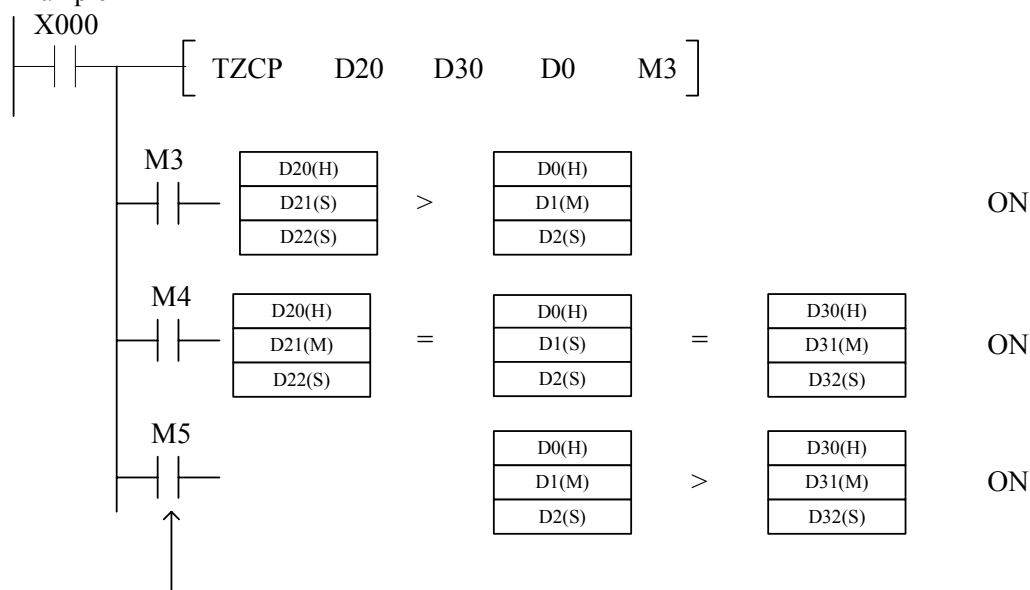 X000
TZCP D20 D30 D0 M3
M3
D20(H) D0(H)
D21(S) > D1(M) ON
D22(S) D2(S)
M4
D20(H) D0(H) D30(H)
D21(M) = D1(S) = D31(M) ON
D22(S) D2(S) D32(S)
M5
D0(H) D30(H)
D1(M) > D31(M) ON
D2(S) D32(S)